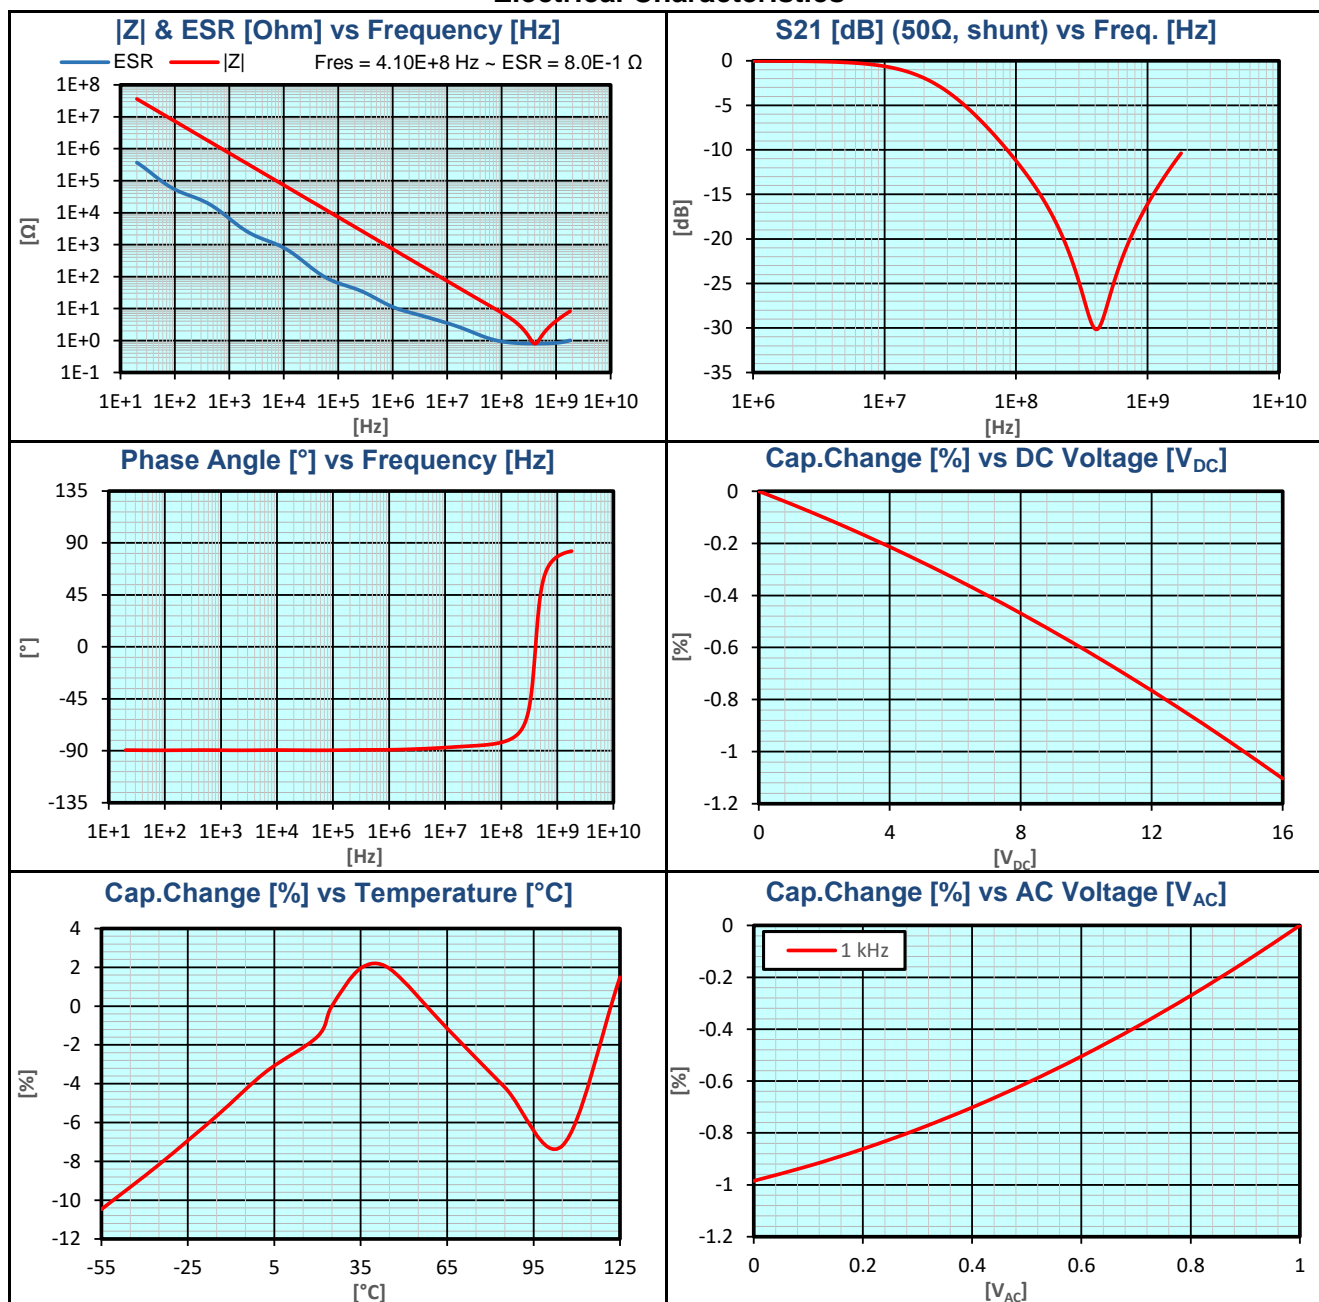 Electrical Characteristics
|Z| & ESR [Ohm] vs Frequency [Hz]
ESR |Z| Fres = 4.10E+8 Hz ~ ESR = 8.0E-1 Ω
1E+8
1E+7
1E+6
1E+5
1E+4
1E+3
1E+2
1E+1
1E+0
1E-1
[Ω]
1E+1 1E+2 1E+3 1E+4 1E+5 1E+6 1E+7 1E+8 1E+9 1E+10
[Hz]
S21 [dB] (50Ω, shunt) vs Freq. [Hz]
0
-5
-10
-15
-20
-25
-30
-35
[dB]
1E+6 1E+7 1E+8 1E+9 1E+10
[Hz]
Phase Angle [°] vs Frequency [Hz]
135
90
45
0
-45
-90
-135
[°]
1E+1 1E+2 1E+3 1E+4 1E+5 1E+6 1E+7 1E+8 1E+9 1E+10
[Hz]
Cap.Change [%] vs DC Voltage [VDC]
0
-0.2
-0.4
-0.6
-0.8
-1
-1.2
[%]
0 4 8 12 16
[VDC]
Cap.Change [%] vs Temperature [°C]
4
2
0
-2
-4
-6
-8
-10
-12
[%]
-55 -25 5 35 65 95 125
[°C]
Cap.Change [%] vs AC Voltage [VAC]
1 kHz
0
-0.2
-0.4
-0.6
-0.8
-1
-1.2
[%]
0 0.2 0.4 0.6 0.8 1
[VAC]